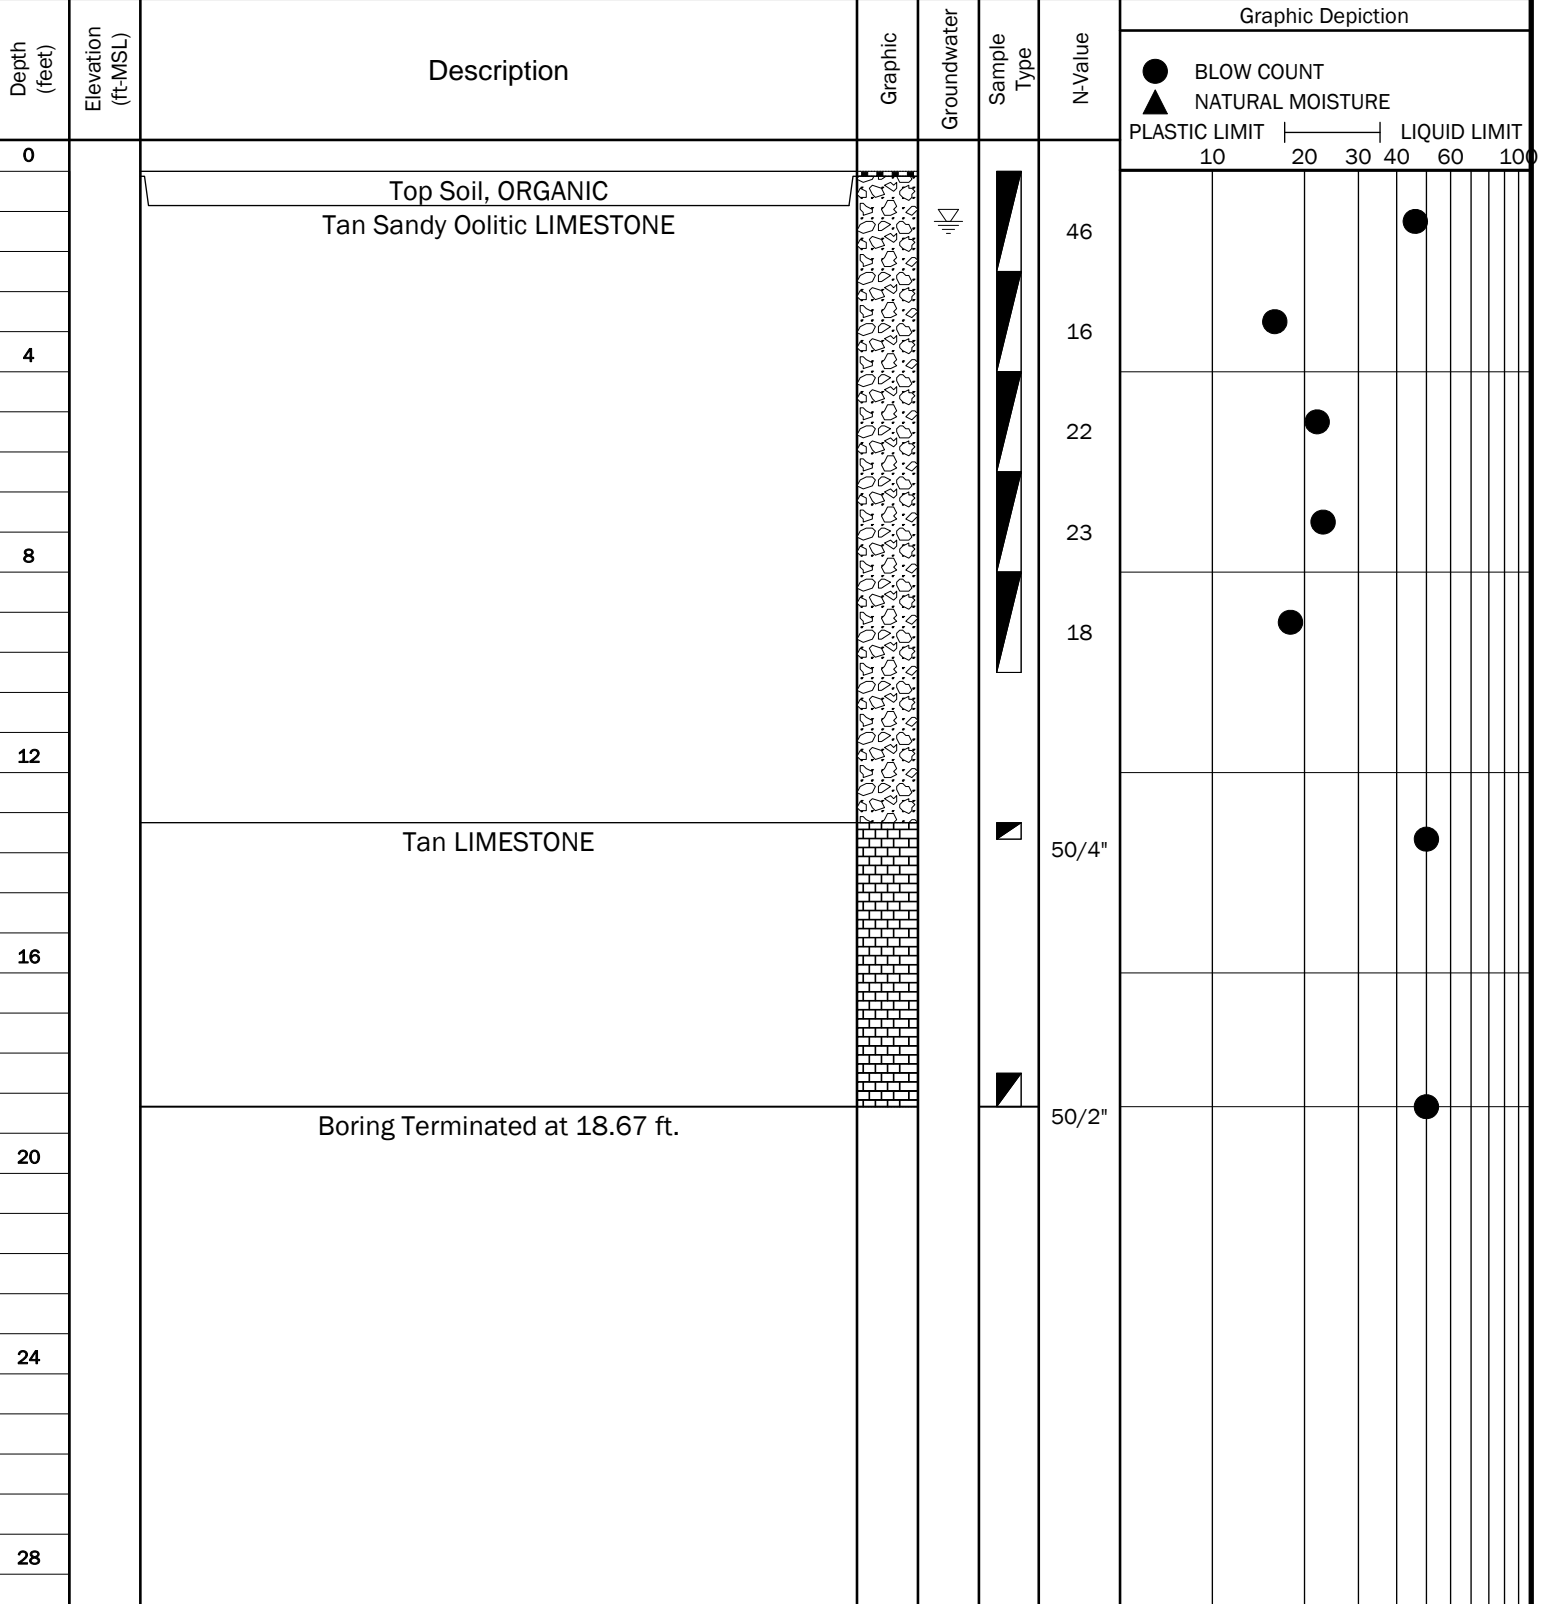 Graphic Depiction
Depth
(feet)
Elevation
(ft-MSL)
Description
Graphic
Groundwater
Sample
Type
N-Value
BLOW COUNT
NATURAL MOISTURE
PLASTIC LIMIT LIQUID LIMIT
0 10 20 30 40 60 100
Top Soil, ORGANIC
Tan Sandy Oolitic LIMESTONE
46
16
4
22
23
8
18
12
Tan LIMESTONE
50/4"
16
50/2"
Boring Terminated at 18.67 ft.
20
24
28